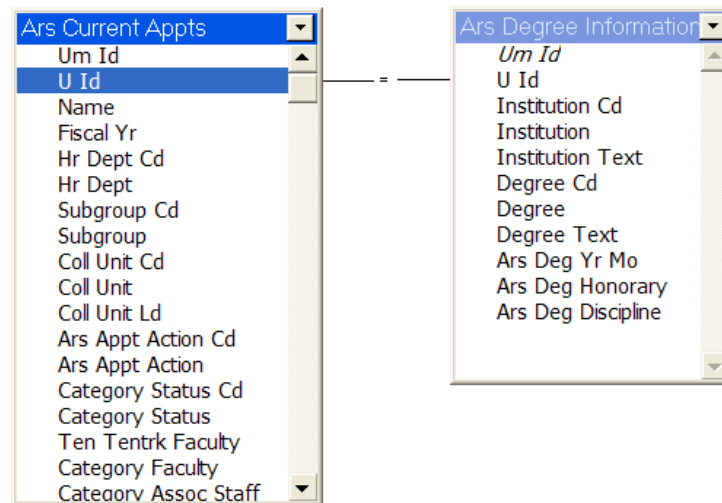 Ars Current Appts
Um Id
U Id
Name
Fiscal Yr
Hr Dept Cd
Hr Dept
Subgroup Cd
Subgroup
Coll Unit Cd
Coll Unit
Coll Unit Ld
Ars Appt Action Cd
Ars Appt Action
Category Status Cd
Category Status
Ten Tentrk Faculty
Category Faculty
Category Assoc Staff
=
Ars Degree Information
Um Id
U Id
Institution Cd
Institution
Institution Text
Degree Cd
Degree
Degree Text
Ars Deg Yr Mo
Ars Deg Honorary
Ars Deg Discipline